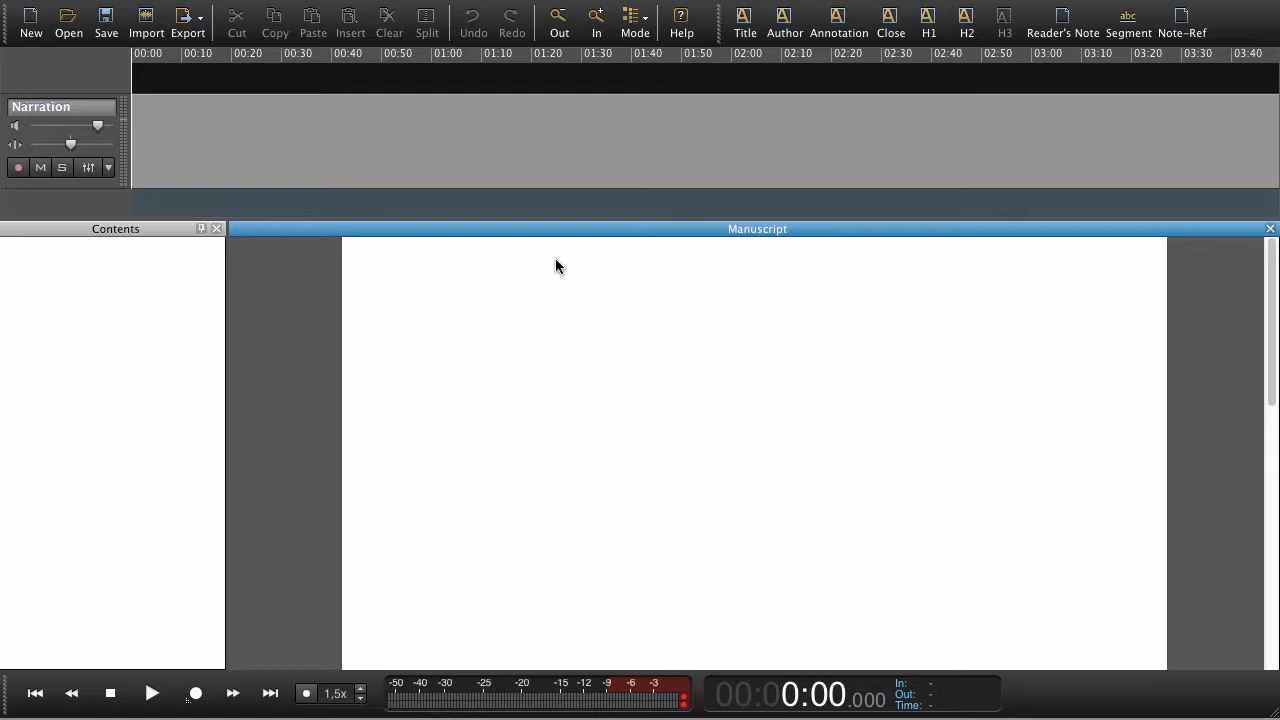 New Open Save Import Export Cut Copy Paste Insert Clear Split Undo Redo Out In Mode Help Title Author Annotation Close H1 H2 H3 Reader's Note Segment Note-Ref
00:00 00:10 00:20 00:30 00:40 00:50 01:00 01:10 01:20 01:30 01:40 01:50 02:00 02:10 02:20 02:30 02:40 02:50 03:00 03:10 03:20 03:30 03:40
Narration
M S
Contents
Manuscript
1,5x
-50 -40 -30 -25 -20 -15 -12 -9 -6 -3
00:00:00.000
In: -
Out: -
Time: -